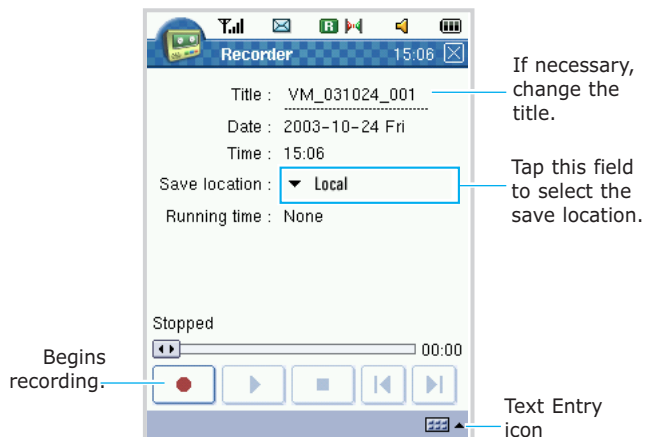 R
Recorder 15:06
Title : VM_031024_001
Date : 2003-10-24 Fri
Time : 15:06
Save location : Local
Running time : None
Stopped
00:00
If necessary,
change the
title.
Tap this field
to select the
save location.
Begins
recording.
Text Entry
icon